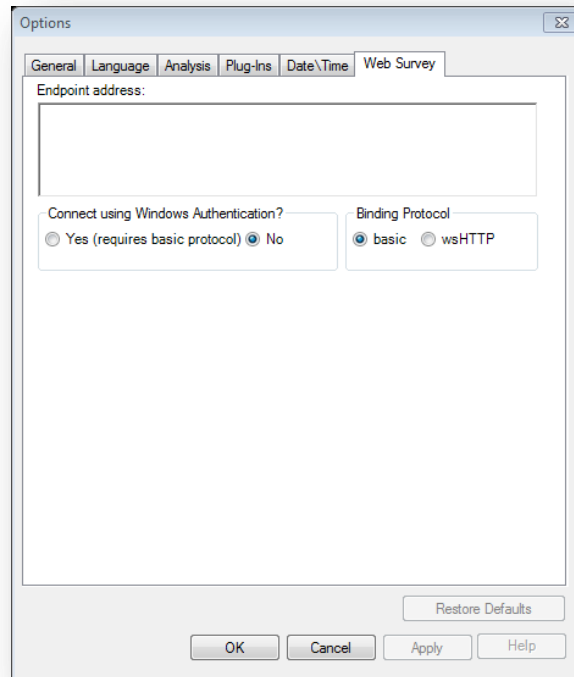 Options
General Language Analysis Plug-Ins Date\Time Web Survey
Endpoint address:
Connect using Windows Authentication? Binding Protocol
Yes (requires basic protocol) No basic wsHTTP
Restore Defaults
OK Cancel Apply Help